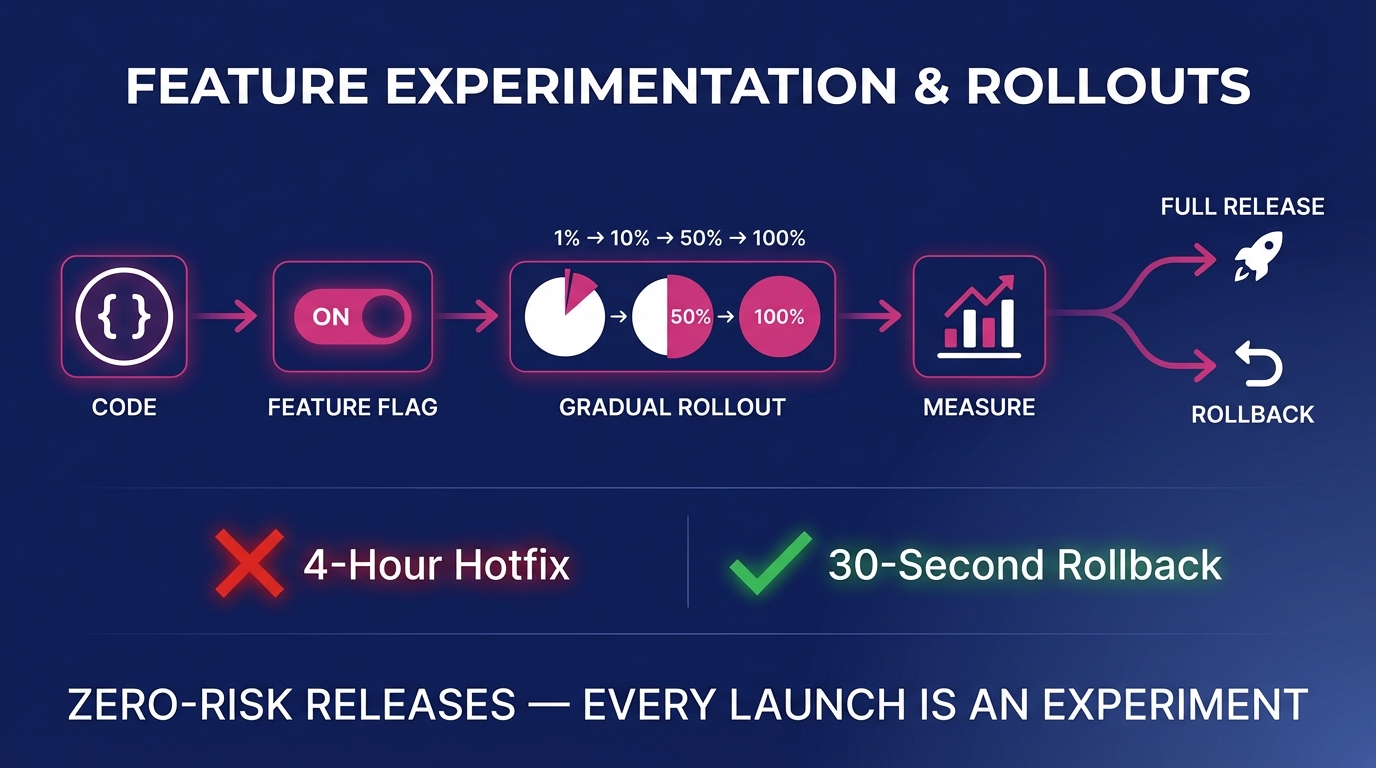 FEATURE EXPERIMENTATION & ROLLOUTS
FULL RELEASE
1% → 10% → 50% → 100%
{ }
ON
50%
100%
CODE
FEATURE FLAG
GRADUAL ROLLOUT
MEASURE
ROLLBACK
4-Hour Hotfix
30-Second Rollback
ZERO-RISK RELEASES — EVERY LAUNCH IS AN EXPERIMENT